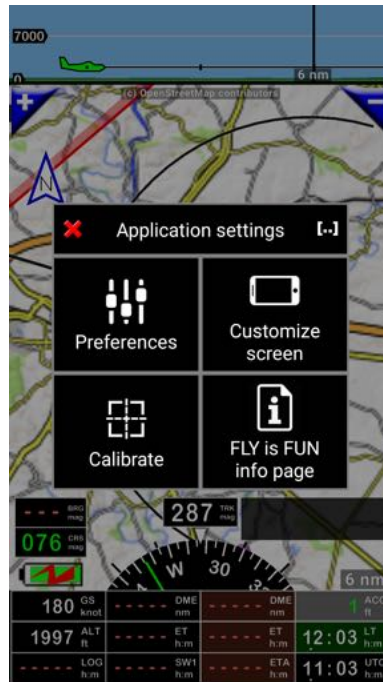 7000
0
6 nm
(c) OpenStreetMap contributors
+
−
N
Application settings [..]
Preferences
Customize
screen
Calibrate
FLY is FUN
info page
- - - BRG
mag
287 TRK
mag
076 CRS
mag
W 30
6 nm
180 GS
knot
- - - - - DME
nm
- - - - - DME
nm
1 ACC
ft
1997 ALT
ft
- - - - - ET
h:m
- - - - - ET
h:m
12:03 LT
h:m
- - - - - LOG
h:m
- - - - - SW1
h:m
- - - - - ETA
h:m
11:03 UTC
h:m